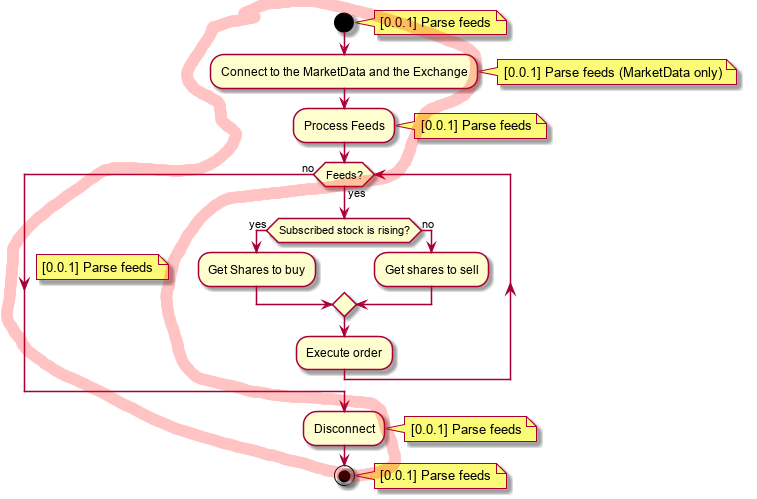 [0.0.1] Parse feeds
Connect to the MarketData and the Exchange
[0.0.1] Parse feeds (MarketData only)
Process Feeds
[0.0.1] Parse feeds
no
Feeds?
yes
yes
Subscribed stock is rising?
no
[0.0.1] Parse feeds
Get Shares to buy
Get shares to sell
Execute order
Disconnect
[0.0.1] Parse feeds
[0.0.1] Parse feeds